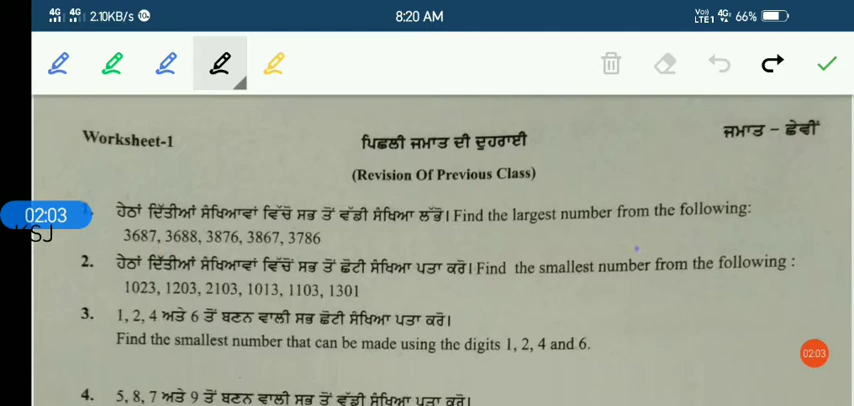 4G 4G 2.10KB/s 8:20 AM Vo)) LTE1 4G 66%
Worksheet-1 ਪਿਛਲੀ ਜਮਾਤ ਦੀ ਦੁਹਰਾਈ ਜਮਾਤ - ਛੇਵੀਂ
(Revision Of Previous Class)
02:03
KSJ
ਹੇਠਾਂ ਦਿੱਤੀਆਂ ਸੰਖਿਆਵਾਂ ਵਿੱਚੋਂ ਸਭ ਤੋਂ ਵੱਡੀ ਸੰਖਿਆ ਲੱਭੋ। Find the largest number from the following:
3687, 3688, 3876, 3867, 3786
2. ਹੇਠਾਂ ਦਿੱਤੀਆਂ ਸੰਖਿਆਵਾਂ ਵਿੱਚੋਂ ਸਭ ਤੋਂ ਛੋਟੀ ਸੰਖਿਆ ਪਤਾ ਕਰੋ। Find the smallest number from the following :
1023, 1203, 2103, 1013, 1103, 1301
3. 1, 2, 4 ਅਤੇ 6 ਤੋਂ ਬਣਨ ਵਾਲੀ ਸਭ ਛੋਟੀ ਸੰਖਿਆ ਪਤਾ ਕਰੋ।
Find the smallest number that can be made using the digits 1, 2, 4 and 6.
02:03
4. 5, 8, 7 ਅਤੇ 9 ਤੋਂ ਬਣਨ ਵਾਲੀ ਸਭ ਤੋਂ ਵੱਡੀ ਸੰਖਿਆ ਪਤਾ ਕਰੋ।